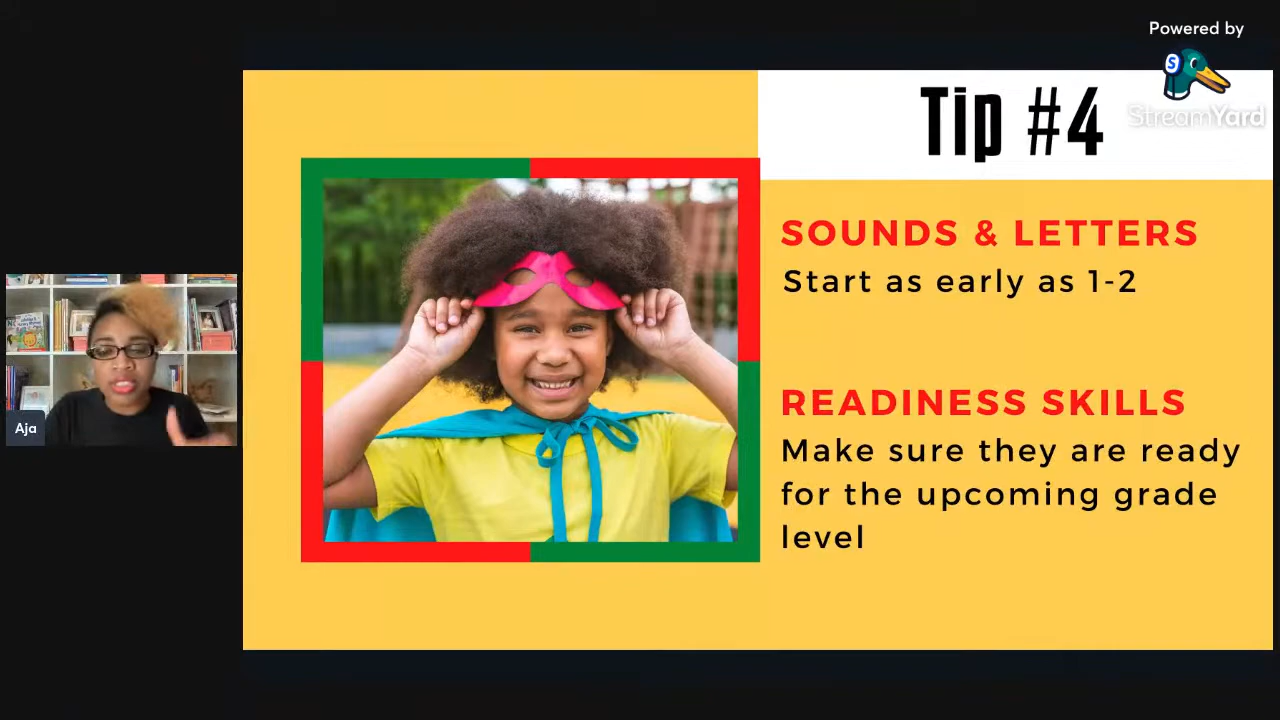 Powered by
StreamYard
Tip #4
SOUNDS & LETTERS
Start as early as 1-2
READINESS SKILLS
Make sure they are ready
for the upcoming grade
level
Aja